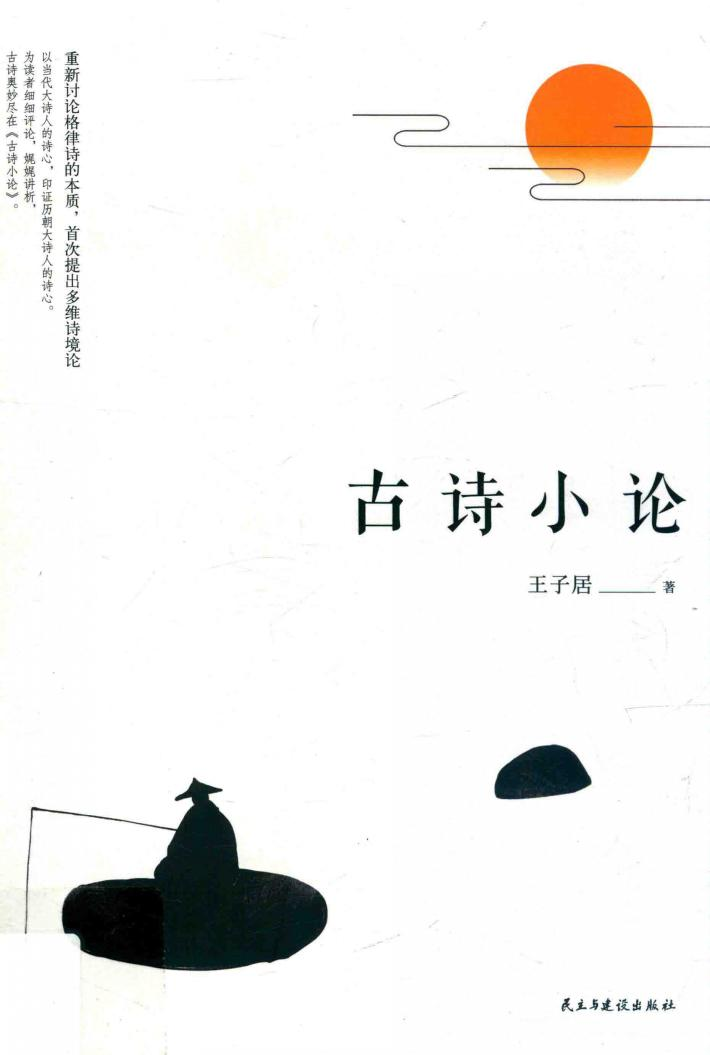 重新讨论格律诗的本质，首次提出多维诗境论
以当代大诗人的诗心，印证历朝大诗人的诗心。
为读者细细评论，娓娓讲析，
古诗奥妙尽在《古诗小论》。
古诗小论
王子居 著
民主与建设出版社